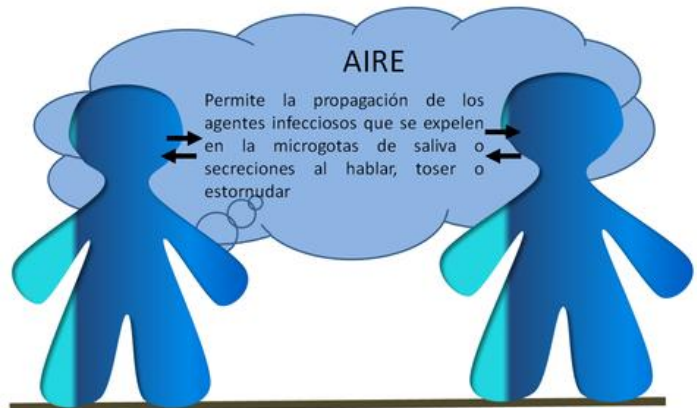 AIRE
Permite la propagación de los
agentes infecciosos que se expelen
en la microgotas de saliva o
secreciones al hablar, toser o
estornudar